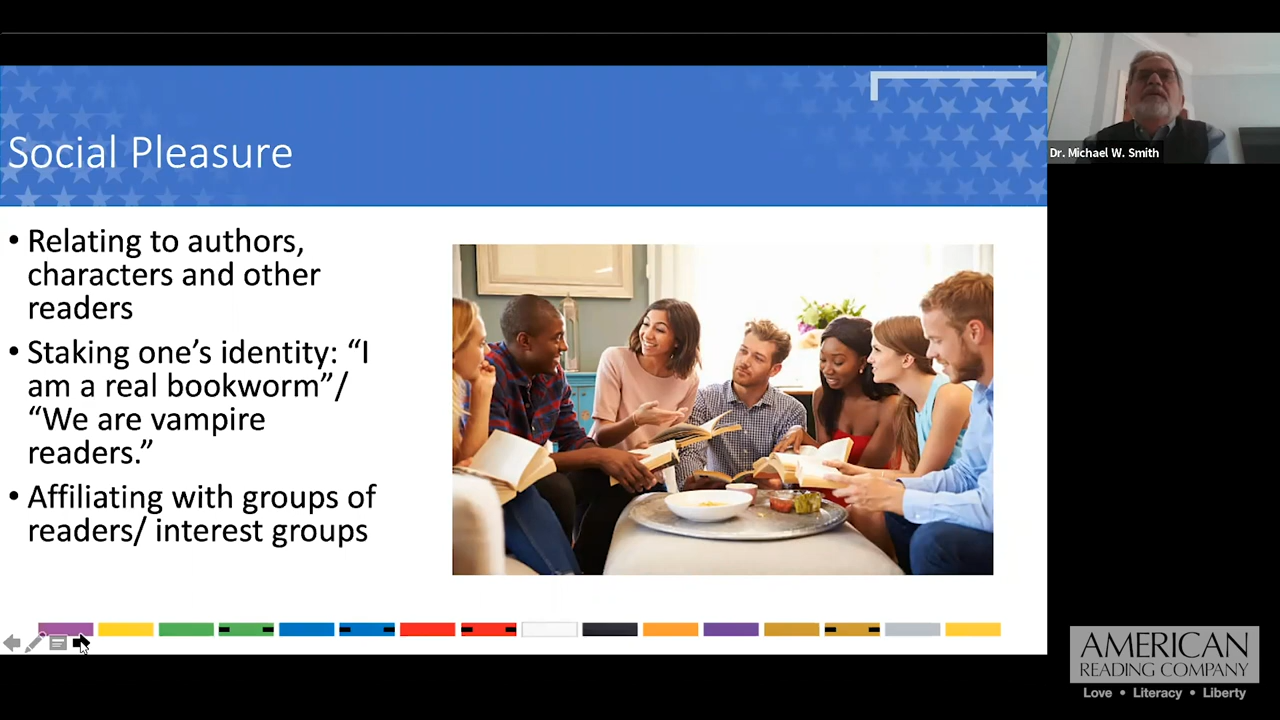 Social Pleasure
• Relating to authors,
characters and other
readers
• Staking one’s identity: “I
am a real bookworm”/
“We are vampire
readers.”
• Affiliating with groups of
readers/ interest groups
Dr. Michael W. Smith
AMERICAN
READING COMPANY
Love • Literacy • Liberty